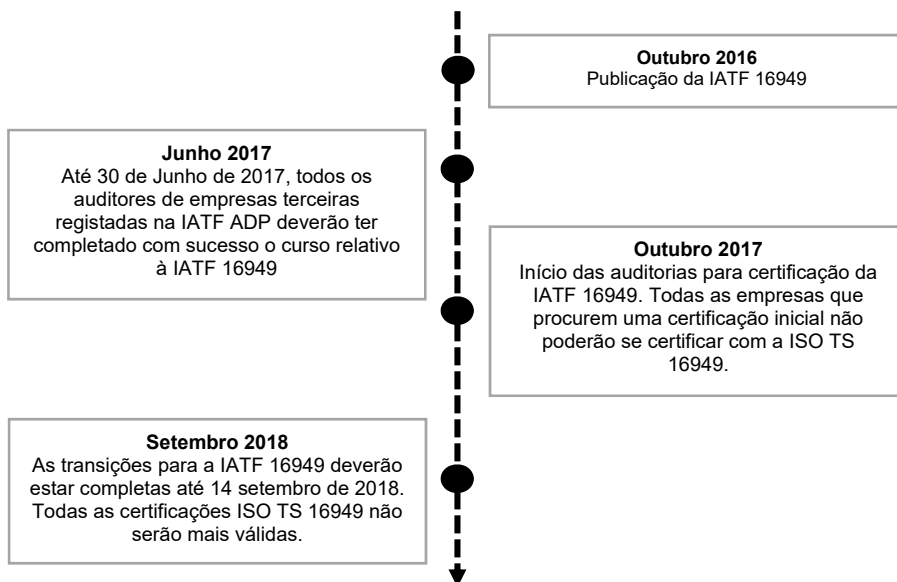 Outubro 2016
Publicação da IATF 16949
Junho 2017
Até 30 de Junho de 2017, todos os
auditores de empresas terceiras
registadas na IATF ADP deverão ter
completado com sucesso o curso relativo
à IATF 16949
Outubro 2017
Início das auditorias para certificação da
IATF 16949. Todas as empresas que
procurem uma certificação inicial não
poderão se certificar com a ISO TS
16949.
Setembro 2018
As transições para a IATF 16949 deverão
estar completas até 14 setembro de 2018.
Todas as certificações ISO TS 16949 não
serão mais válidas.